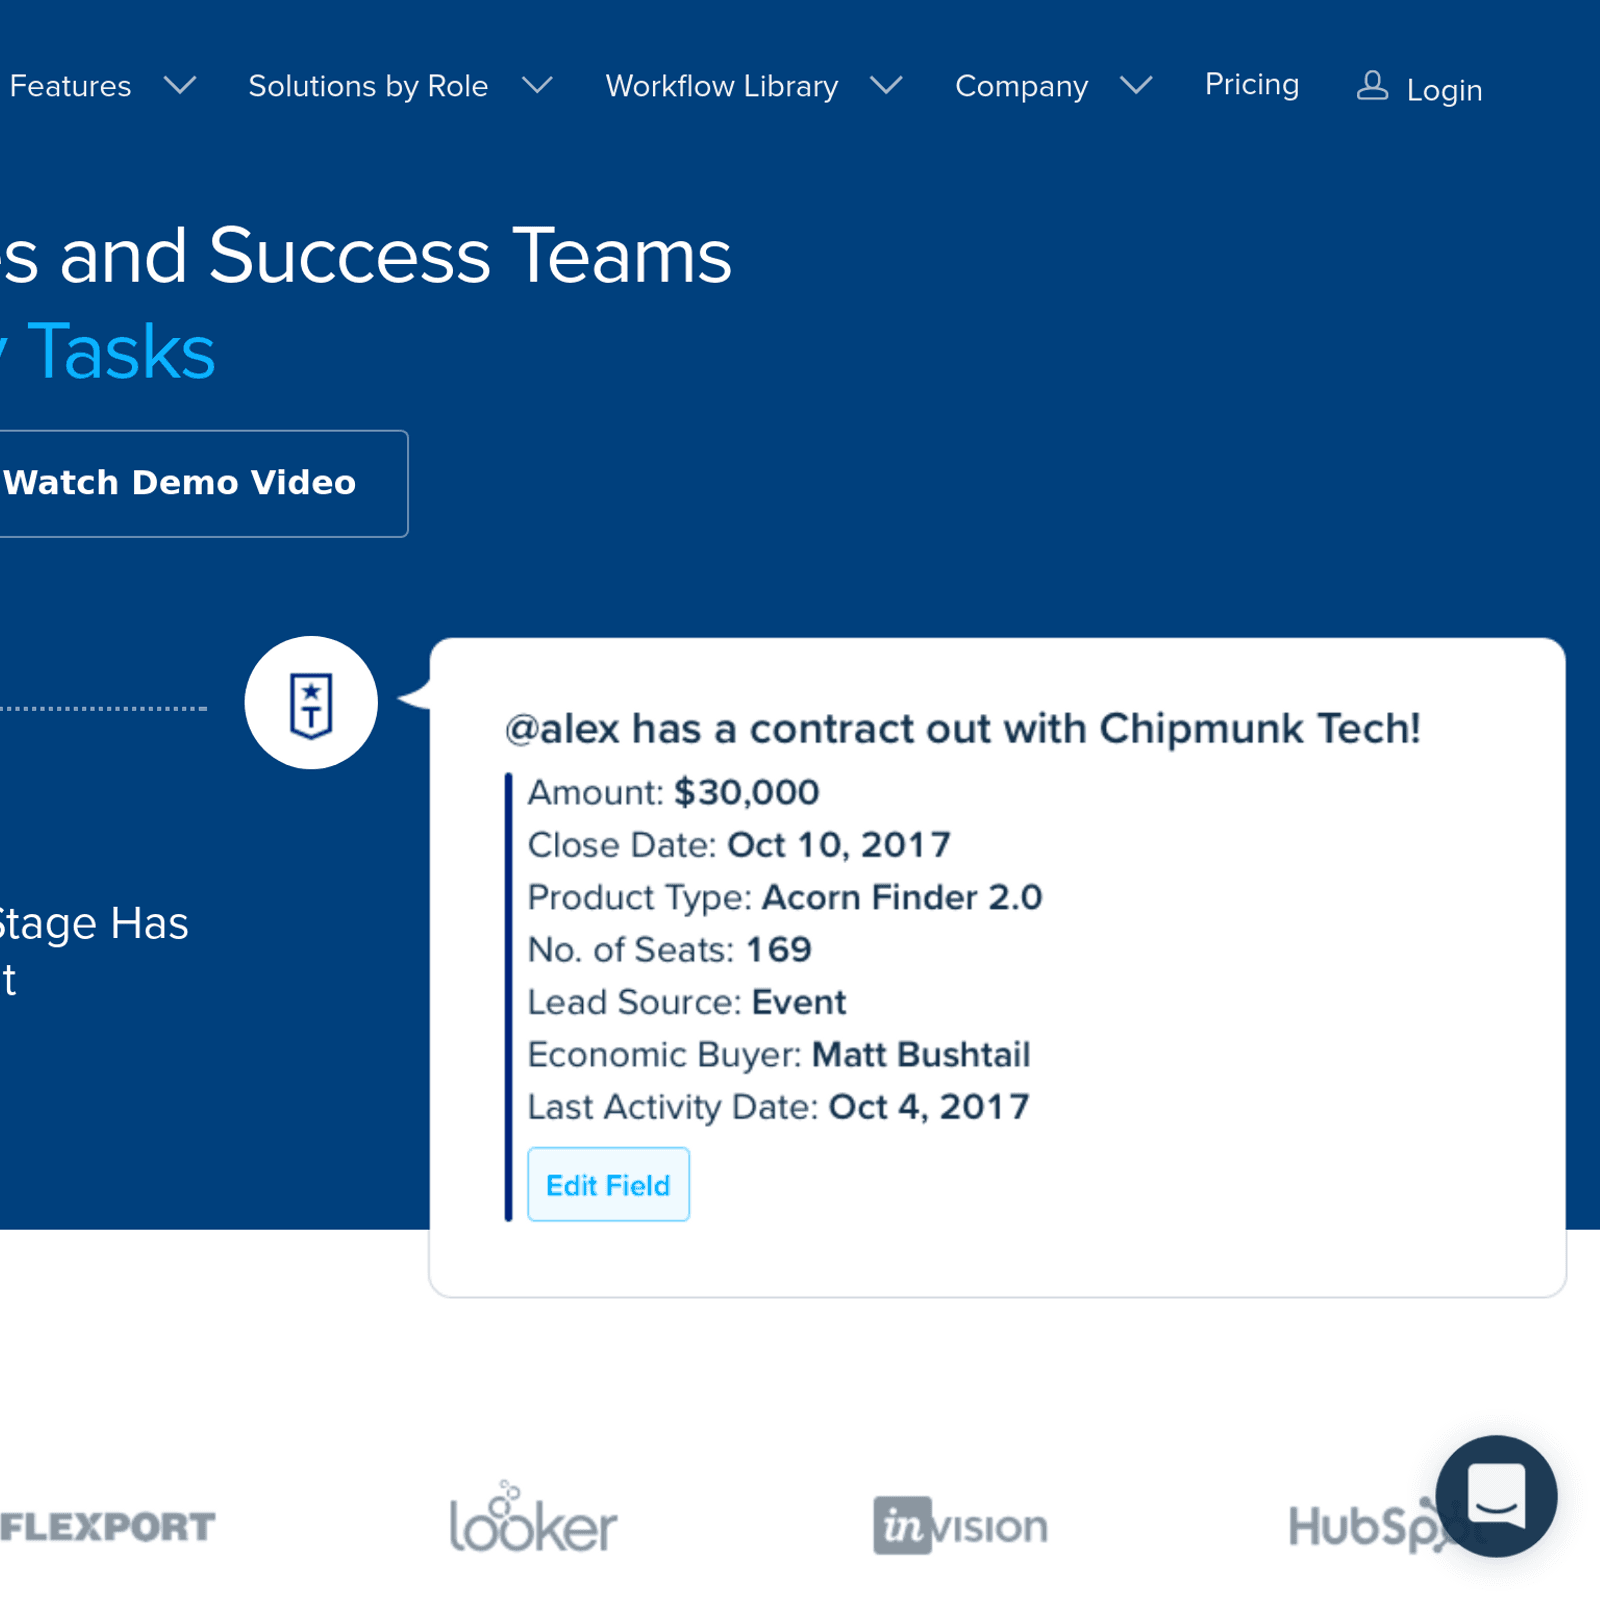 Features Solutions by Role Workflow Library Company Pricing Login
s and Success Teams
Tasks
Watch Demo Video
T
@alex has a contract out with Chipmunk Tech!
Amount: $30,000
Close Date: Oct 10, 2017
Product Type: Acorn Finder 2.0
No. of Seats: 169
Lead Source: Event
Economic Buyer: Matt Bushtail
Last Activity Date: Oct 4, 2017
Edit Field
Stage Has
t
FLEXPORT looker inVISION HubSpot